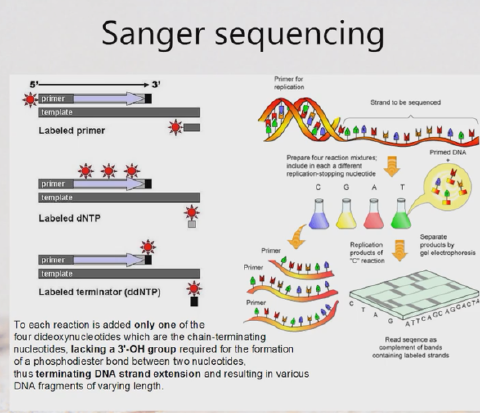 Sanger sequencing
5' 3'
primer
template
Labeled primer
primer
template
Labeled dNTP
primer
template
Labeled terminator (ddNTP)
Primer for
replication
Strand to be sequenced
Prepare four reaction mixtures;
include in each a different
replication-stopping nucleotide
Primed DNA
C G A T
Replication
products of
"C" reaction
Separate
products by
gel electrophoresis
Primer
Primer
Primer
C T A G ATTCAGCAGGACTA
Read seqence as
complement of bands
containing labeled strands
To each reaction is added only one of the
four dideoxynucleotides which are the chain-terminating
nucleotides, lacking a 3'-OH group required for the formation
of a phosphodiester bond between two nucleotides,
thus terminating DNA strand extension and resulting in various
DNA fragments of varying length.